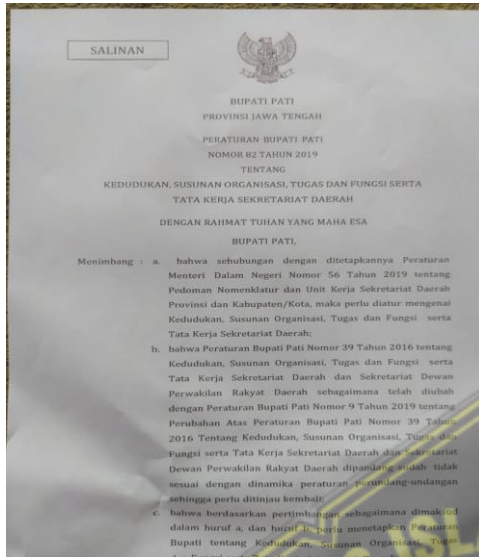 SALINAN
BUPATI PATI
PROVINSI JAWA TENGAH
PERATURAN BUPATI PATI
NOMOR 82 TAHUN 2019
TENTANG
KEDUDUKAN, SUSUNAN ORGANISASI, TUGAS DAN FUNGSI SERTA
TATA KERJA SEKRETARIAT DAERAH
DENGAN RAHMAT TUHAN YANG MAHA ESA
BUPATI PATI,
Menimbang : a. bahwa sehubungan dengan ditetapkannya Peraturan
Menteri Dalam Negeri Nomor 56 Tahun 2019 tentang
Pedoman Nomenklatur dan Unit Kerja Sekretariat Daerah
Provinsi dan Kabupaten/Kota, maka perlu diatur mengenai
Kedudukan, Susunan Organisasi, Tugas dan Fungsi serta
Tata Kerja Sekretariat Daerah;
b. bahwa Peraturan Bupati Pati Nomor 39 Tahun 2016 tentang
Kedudukan, Susunan Organisasi, Tugas dan Fungsi serta
Tata Kerja Sekretariat Daerah dan Sekretariat Dewan
Perwakilan Rakyat Daerah sebagaimana telah diubah
dengan Peraturan Bupati Pati Nomor 9 Tahun 2019 tentang
Perubahan Atas Peraturan Bupati Pati Nomor 39 Tahun
2016 Tentang Kedudukan, Susunan Organisasi, Tugas dan
Fungsi serta Tata Kerja Sekretariat Daerah dan Sekretariat
Dewan Perwakilan Rakyat Daerah dipandang sudah tidak
sesuai dengan dinamika peraturan perundang-undangan
sehingga perlu ditinjau kembali;
c. bahwa berdasarkan pertimbangan sebagaimana dimaksud
dalam huruf a, dan huruf b, perlu menetapkan Peraturan
Bupati tentang Kedudukan, Susunan Organisasi, Tugas